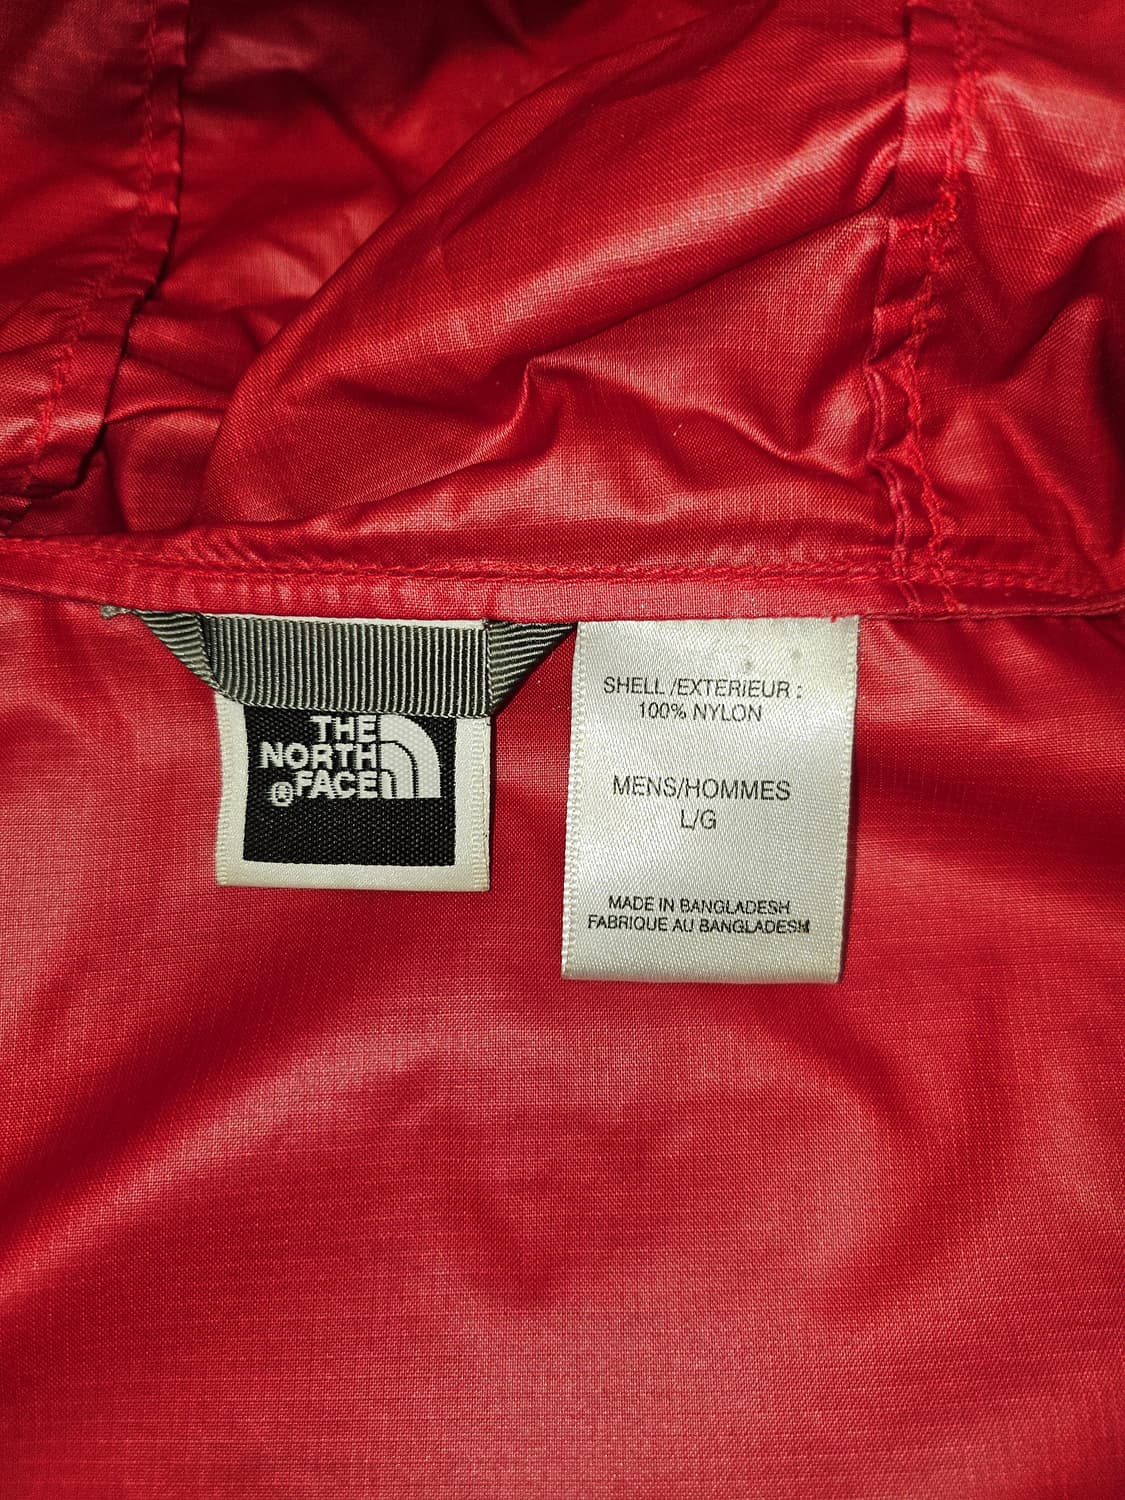 THE
NORTH
® FACE
SHELL /EXTERIEUR :
100% NYLON
MENS/HOMMES
L/G
MADE IN BANGLADESH
FABRIQUE AU BANGLADESH